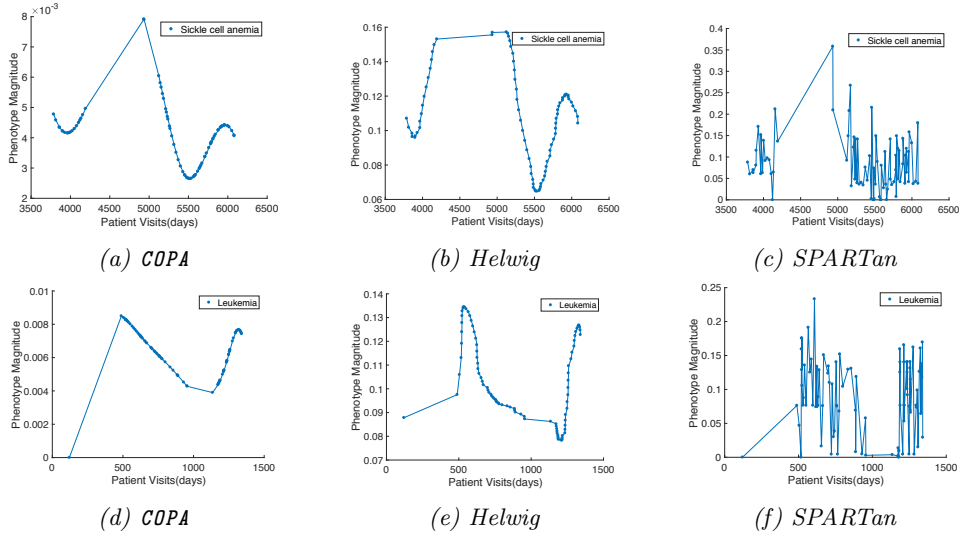 ×10⁻³
8
7
6
5
4
3
2
3500 4000 4500 5000 5500 6000 6500
Phenotype Magnitude
Patient Visits(days)
Sickle cell anemia
(a) COPA
0.16
0.14
0.12
0.1
0.08
0.06
3500 4000 4500 5000 5500 6000 6500
Phenotype Magnitude
Patient Visits(days)
Sickle cell anemia
(b) Helwig
0.4
0.35
0.3
0.25
0.2
0.15
0.1
0.05
0
3500 4000 4500 5000 5500 6000 6500
Phenotype Magnitude
Patient Visits(days)
Sickle cell anemia
(c) SPARTan
0.01
0.008
0.006
0.004
0.002
0
0 500 1000 1500
Phenotype Magnitude
Patient Visits(days)
Leukemia
(d) COPA
0.14
0.13
0.12
0.11
0.1
0.09
0.08
0.07
0 500 1000 1500
Phenotype Magnitude
Patient Visits(days)
Leukemia
(e) Helwig
0.25
0.2
0.15
0.1
0.05
0
0 500 1000 1500
Phenotype Magnitude
Patient Visits(days)
Leukemia
(f) SPARTan